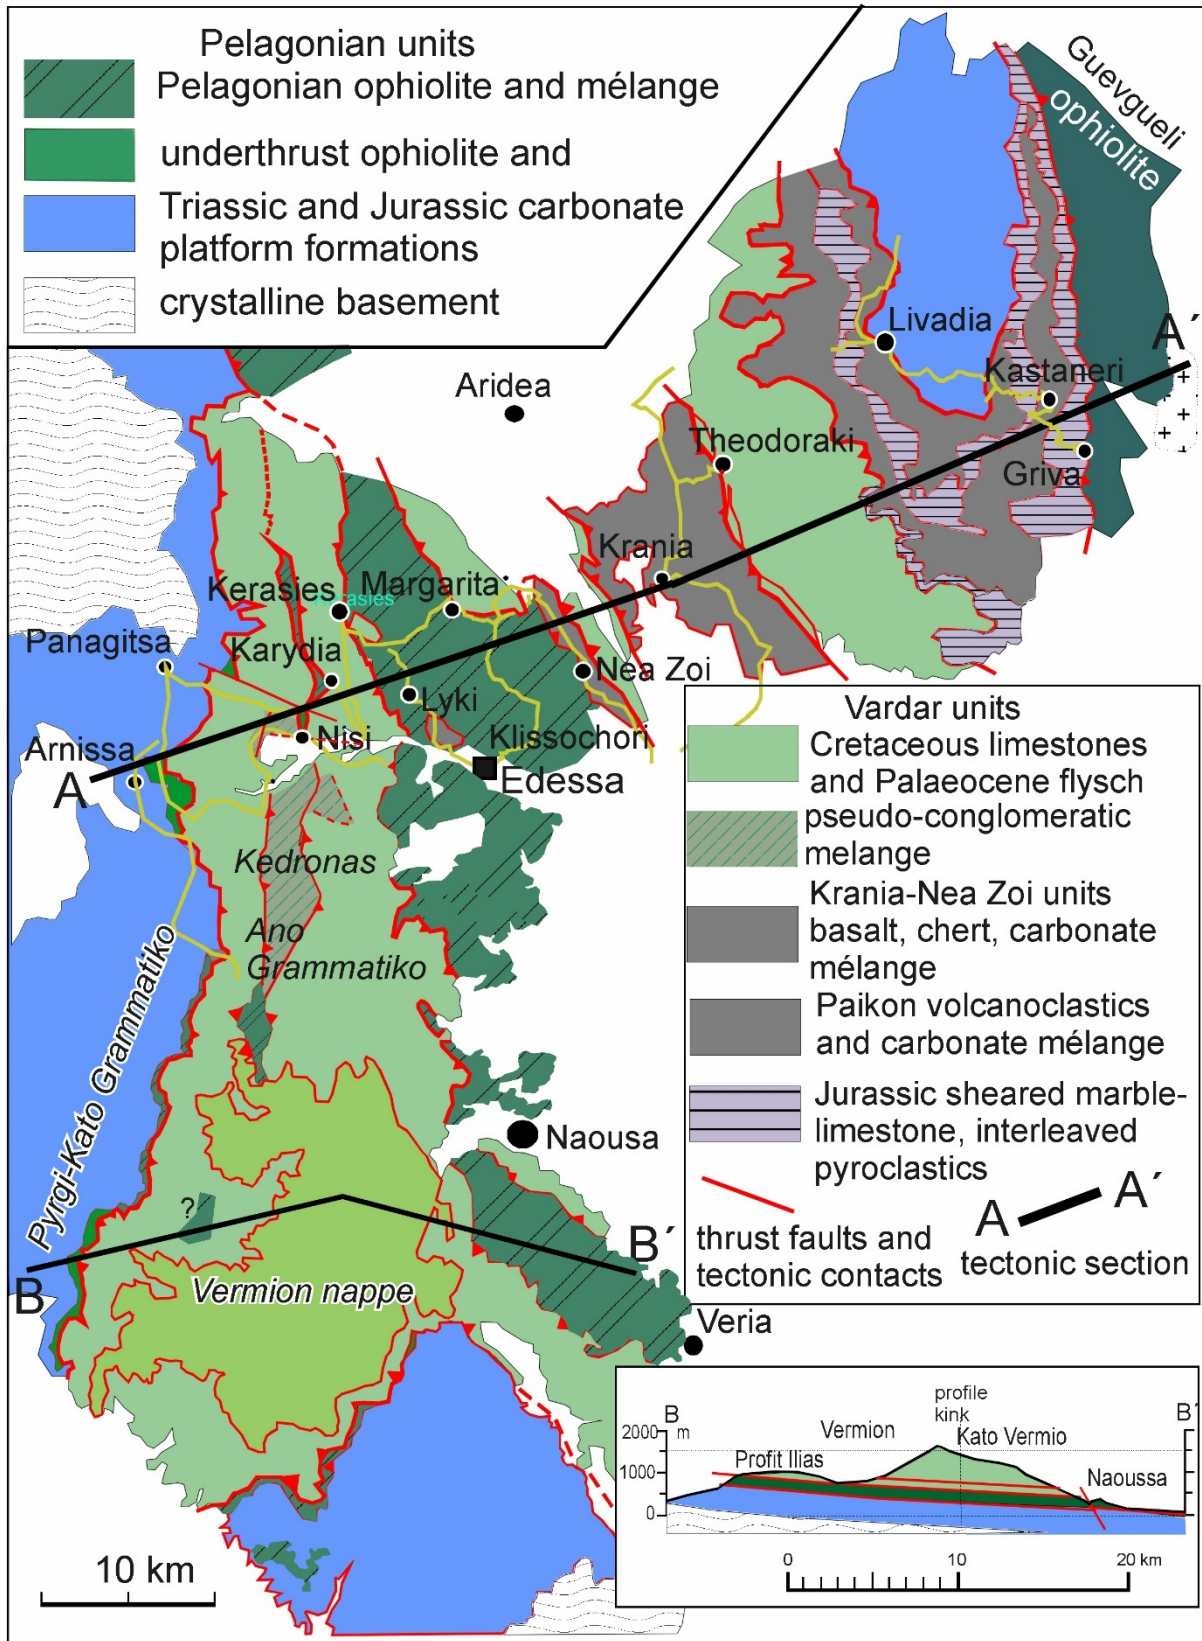 Pelagonian units
Pelagonian ophiolite and mélange
underthrust ophiolite and
Triassic and Jurassic carbonate
platform formations
crystalline basement
Guevgueli
ophiolite
Livadia
A´
Kastaneri
Aridea
Theodoraki
Griva
Krania
Kerasies
Kerasies
Margarita
Panagitsa
Karydia
Nea Zoi
Lyki
Nisi
Klissochori
Arnissa
A
Edessa
Kedronas
Ano
Grammatiko
Pyrgi-Kato Grammatiko
Naousa
?
B
B´
Vermion nappe
Veria
Vardar units
Cretaceous limestones
and Palaeocene flysch
pseudo-conglomeratic
melange
Krania-Nea Zoi units
basalt, chert, carbonate
mélange
Paikon volcanoclastics
and carbonate mélange
Jurassic sheared marble-
limestone, interleaved
pyroclastics
A A´
thrust faults and
tectonic contacts
tectonic section
B
B´
profile
kink
2000 m
Vermion
Kato Vermio
Profit Ilias
1000
Naoussa
0
0 10 20 km
10 km